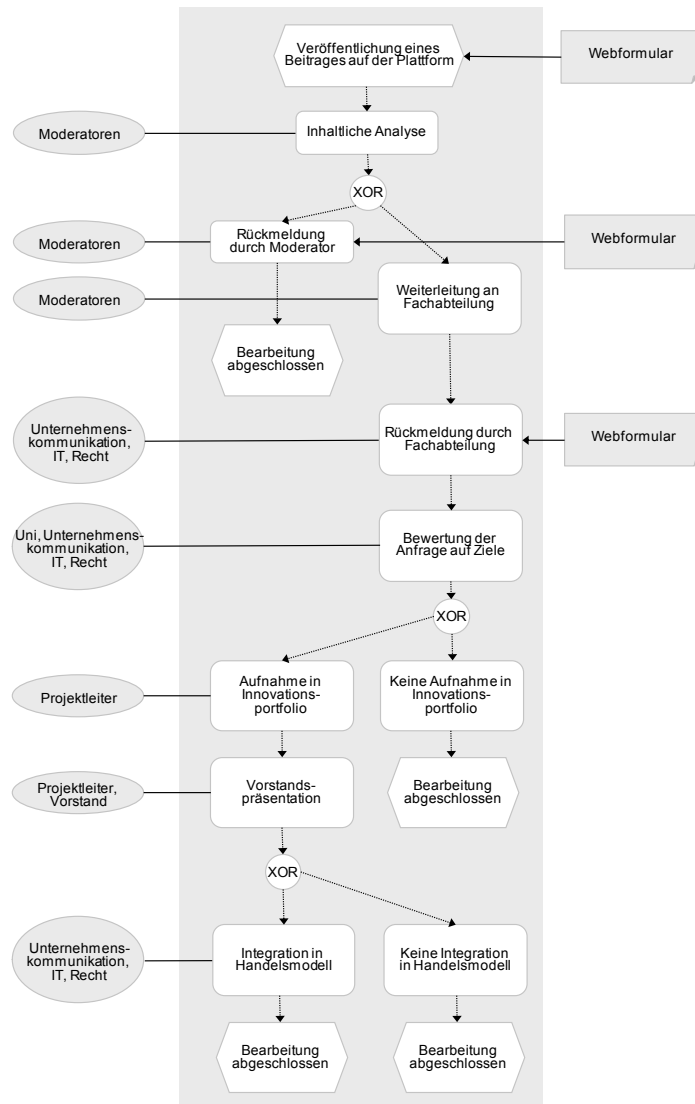 Veröffentlichung eines
Beitrages auf der Plattform
Webformular
Moderatoren
Inhaltliche Analyse
XOR
Moderatoren
Rückmeldung
durch Moderator
Webformular
Moderatoren
Weiterleitung an
Fachabteilung
Bearbeitung
abgeschlossen
Unternehmens-
kommunikation,
IT, Recht
Rückmeldung durch
Fachabteilung
Webformular
Uni, Unternehmens-
kommunikation,
IT, Recht
Bewertung der
Anfrage auf Ziele
XOR
Projektleiter
Aufnahme in
Innovations-
portfolio
Keine Aufnahme in
Innovations-
portfolio
Projektleiter,
Vorstand
Vorstands-
präsentation
Bearbeitung
abgeschlossen
XOR
Unternehmens-
kommunikation,
IT, Recht
Integration in
Handelsmodell
Keine Integration
in Handelsmodell
Bearbeitung
abgeschlossen
Bearbeitung
abgeschlossen